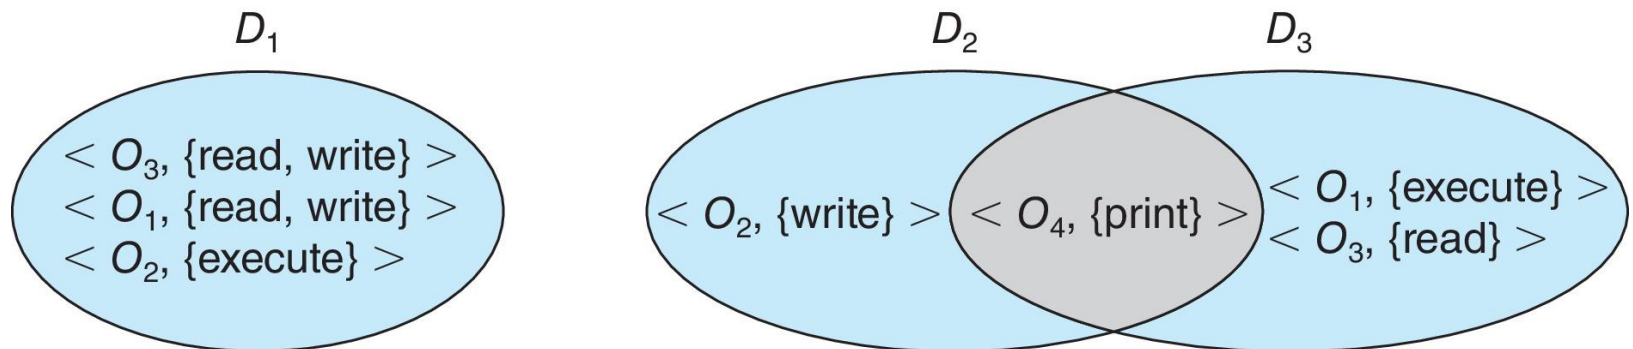 D₁
< O₃, {read, write} >
< O₁, {read, write} >
< O₂, {execute} >
D₂ D₃
< O₂, {write} > < O₄, {print} >
< O₁, {execute} >
< O₃, {read} >